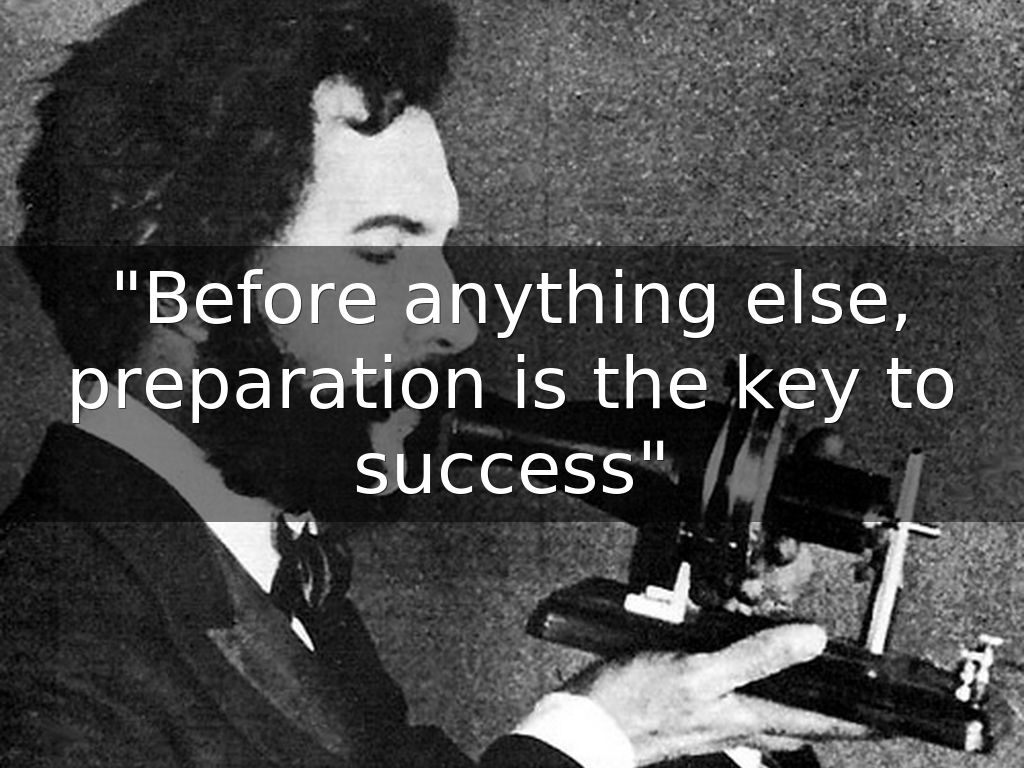 "Before anything else,
preparation is the key to
success"